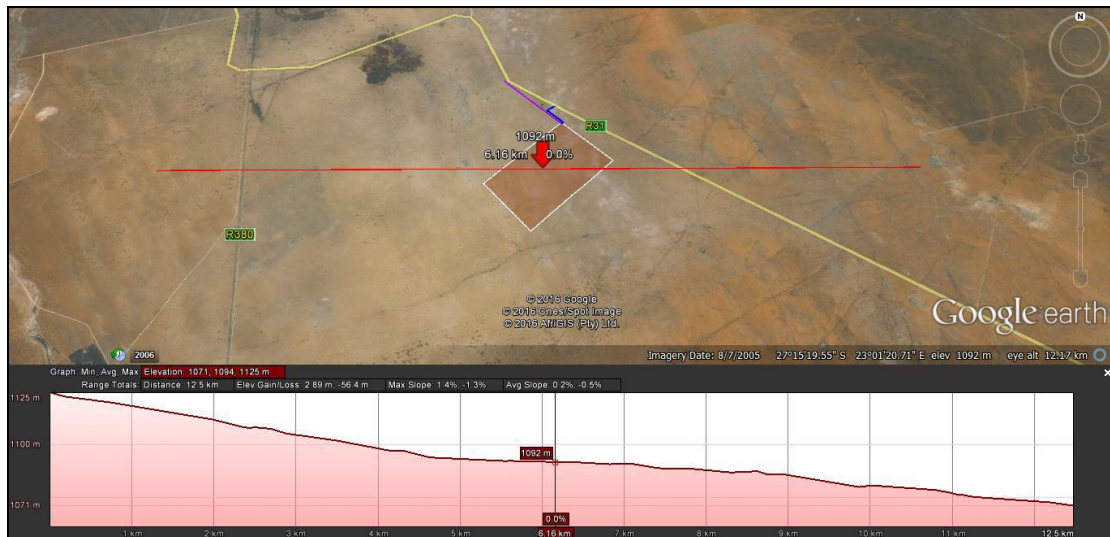 N
R31
1092 m
6.16 km 0.0%
R380
© 2016 Google
© 2016 Cnes/Spot Image
© 2016 AfriGIS (Pty) Ltd.
Google earth
2006
Imagery Date: 8/7/2005 27°15'19.55" S 23°01'20.71" E elev 1092 m eye alt 12.17 km
Graph: Min, Avg, Max Elevation: 1071, 1094, 1125 m
Range Totals: Distance: 12.5 km Elev Gain/Loss: 2.89 m, -56.4 m Max Slope: 1.4%, -1.3% Avg Slope: 0.2%, -0.5%
1125 m
1100 m
1092 m
1071 m
0.0%
1 km 2 km 3 km 4 km 5 km 6.16 km 7 km 8 km 9 km 10 km 11 km 12.5 km